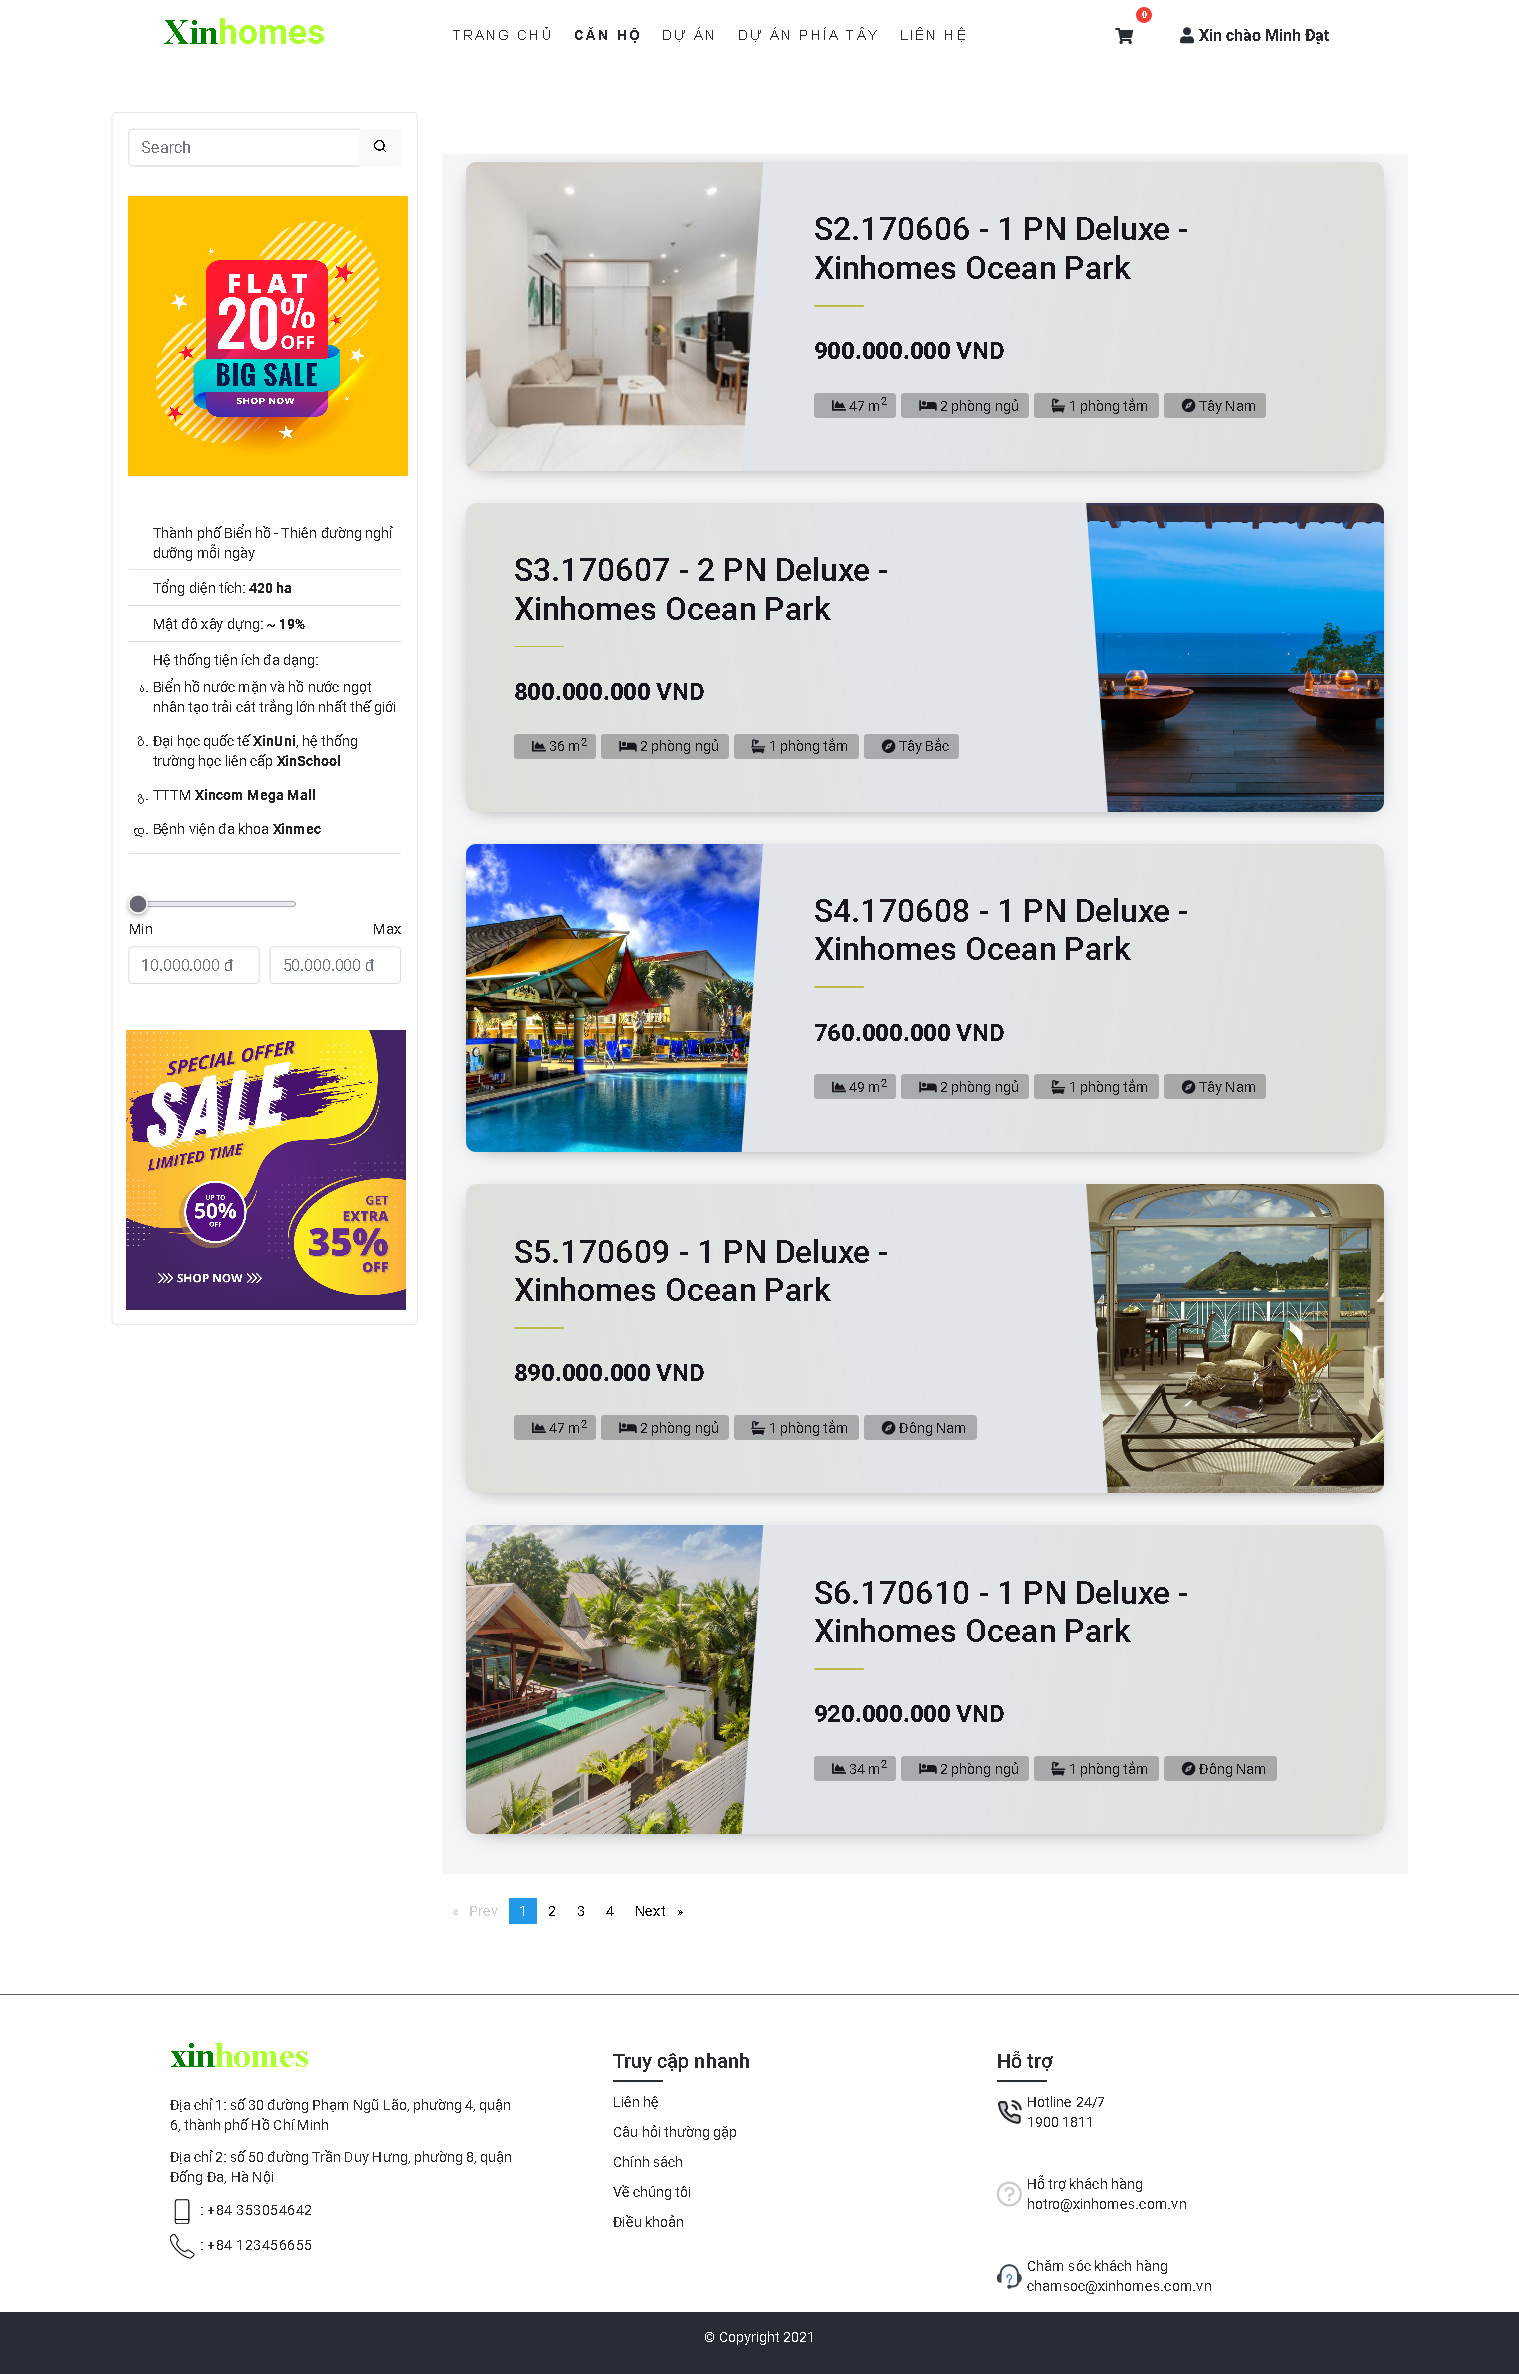 Xinhomes
TRANG CHỦ CĂN HỘ DỰ ÁN DỰ ÁN PHÍA TÂY LIÊN HỆ
0
Xin chào Minh Đạt
Search
FLAT
20%
OFF
BIG SALE
SHOP NOW
Thành phố Biển hồ - Thiên đường nghỉ
dưỡng mỗi ngày
Tổng diện tích: 420 ha
Mật độ xây dựng: ~ 19%
Hệ thống tiện ích đa dạng:
ა. Biển hồ nước mặn và hồ nước ngọt
nhân tạo trải cát trắng lớn nhất thế giới
ბ. Đại học quốc tế XinUni, hệ thống
trường học liên cấp XinSchool
გ. TTTM Xincom Mega Mall
დ. Bệnh viện đa khoa Xinmec
Min Max
10.000.000 đ 50.000.000 đ
SPECIAL OFFER
SALE
LIMITED TIME
UP TO
50%
OFF
GET
EXTRA
35%
OFF
>>> SHOP NOW >>>
S2.170606 - 1 PN Deluxe -
Xinhomes Ocean Park
900.000.000 VND
47 m² 2 phòng ngủ 1 phòng tắm Tây Nam
S3.170607 - 2 PN Deluxe -
Xinhomes Ocean Park
800.000.000 VND
36 m² 2 phòng ngủ 1 phòng tắm Tây Bắc
S4.170608 - 1 PN Deluxe -
Xinhomes Ocean Park
760.000.000 VND
49 m² 2 phòng ngủ 1 phòng tắm Tây Nam
S5.170609 - 1 PN Deluxe -
Xinhomes Ocean Park
890.000.000 VND
47 m² 2 phòng ngủ 1 phòng tắm Đông Nam
S6.170610 - 1 PN Deluxe -
Xinhomes Ocean Park
920.000.000 VND
34 m² 2 phòng ngủ 1 phòng tắm Đông Nam
« Prev 1 2 3 4 Next »
xinhomes
Địa chỉ 1: số 30 đường Phạm Ngũ Lão, phường 4, quận
6, thành phố Hồ Chí Minh
Địa chỉ 2: số 50 đường Trần Duy Hưng, phường 8, quận
Đống Đa, Hà Nội
: +84 353054642
: +84 123456655
Truy cập nhanh
Liên hệ
Câu hỏi thường gặp
Chính sách
Về chúng tôi
Điều khoản
Hỗ trợ
Hotline 24/7
1900 1811
Hỗ trợ khách hàng
hotro@xinhomes.com.vn
Chăm sóc khách hàng
chamsoc@xinhomes.com.vn
© Copyright 2021